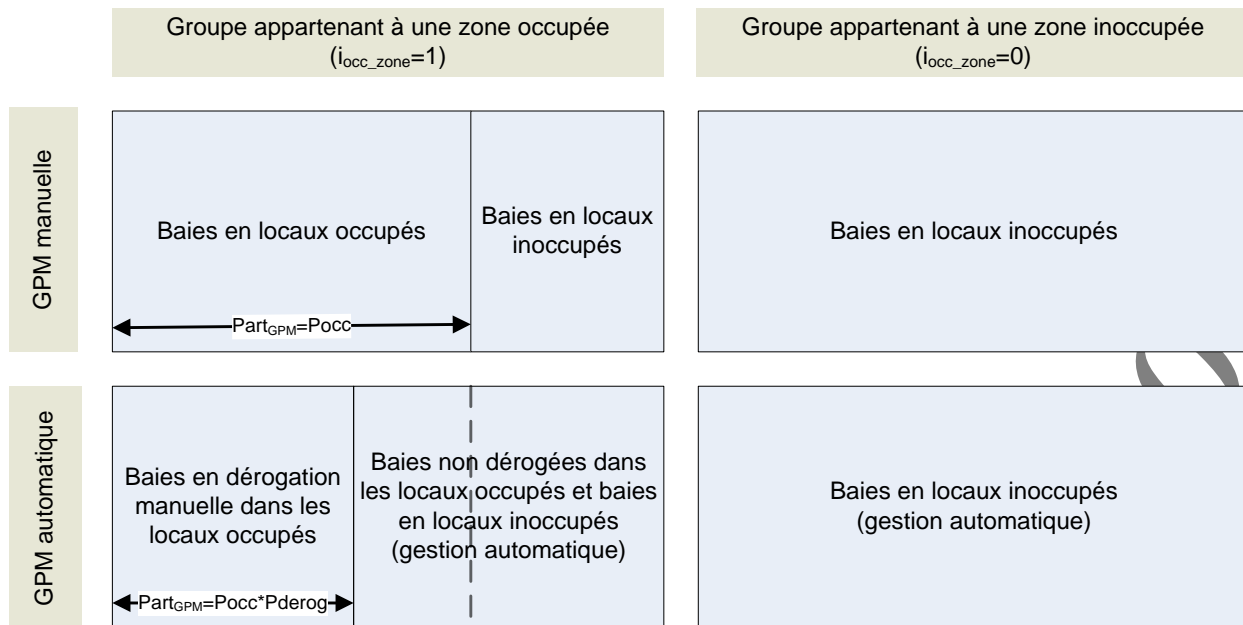 Groupe appartenant à une zone occupée
(iocc_zone=1)
Groupe appartenant à une zone inoccupée
(iocc_zone=0)
GPM manuelle
Baies en locaux occupés
PartGPM=Pocc
Baies en locaux
inoccupés
Baies en locaux inoccupés
GPM automatique
Baies en dérogation
manuelle dans les
locaux occupés
PartGPM=Pocc*Pderog
Baies non dérogées dans
les locaux occupés et baies
en locaux inoccupés
(gestion automatique)
Baies en locaux inoccupés
(gestion automatique)